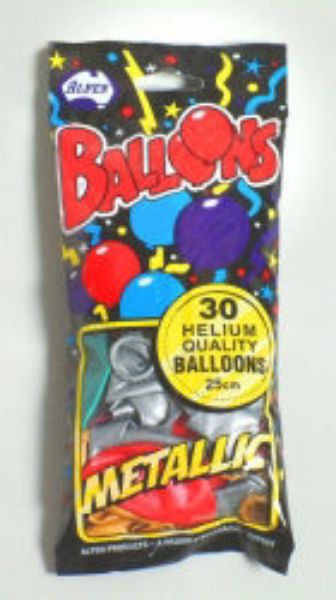 ALPEN
BALLOONS
30
HELIUM
QUALITY
BALLOONS
25cm
METALLIC
ALPEN PRODUCTS - A